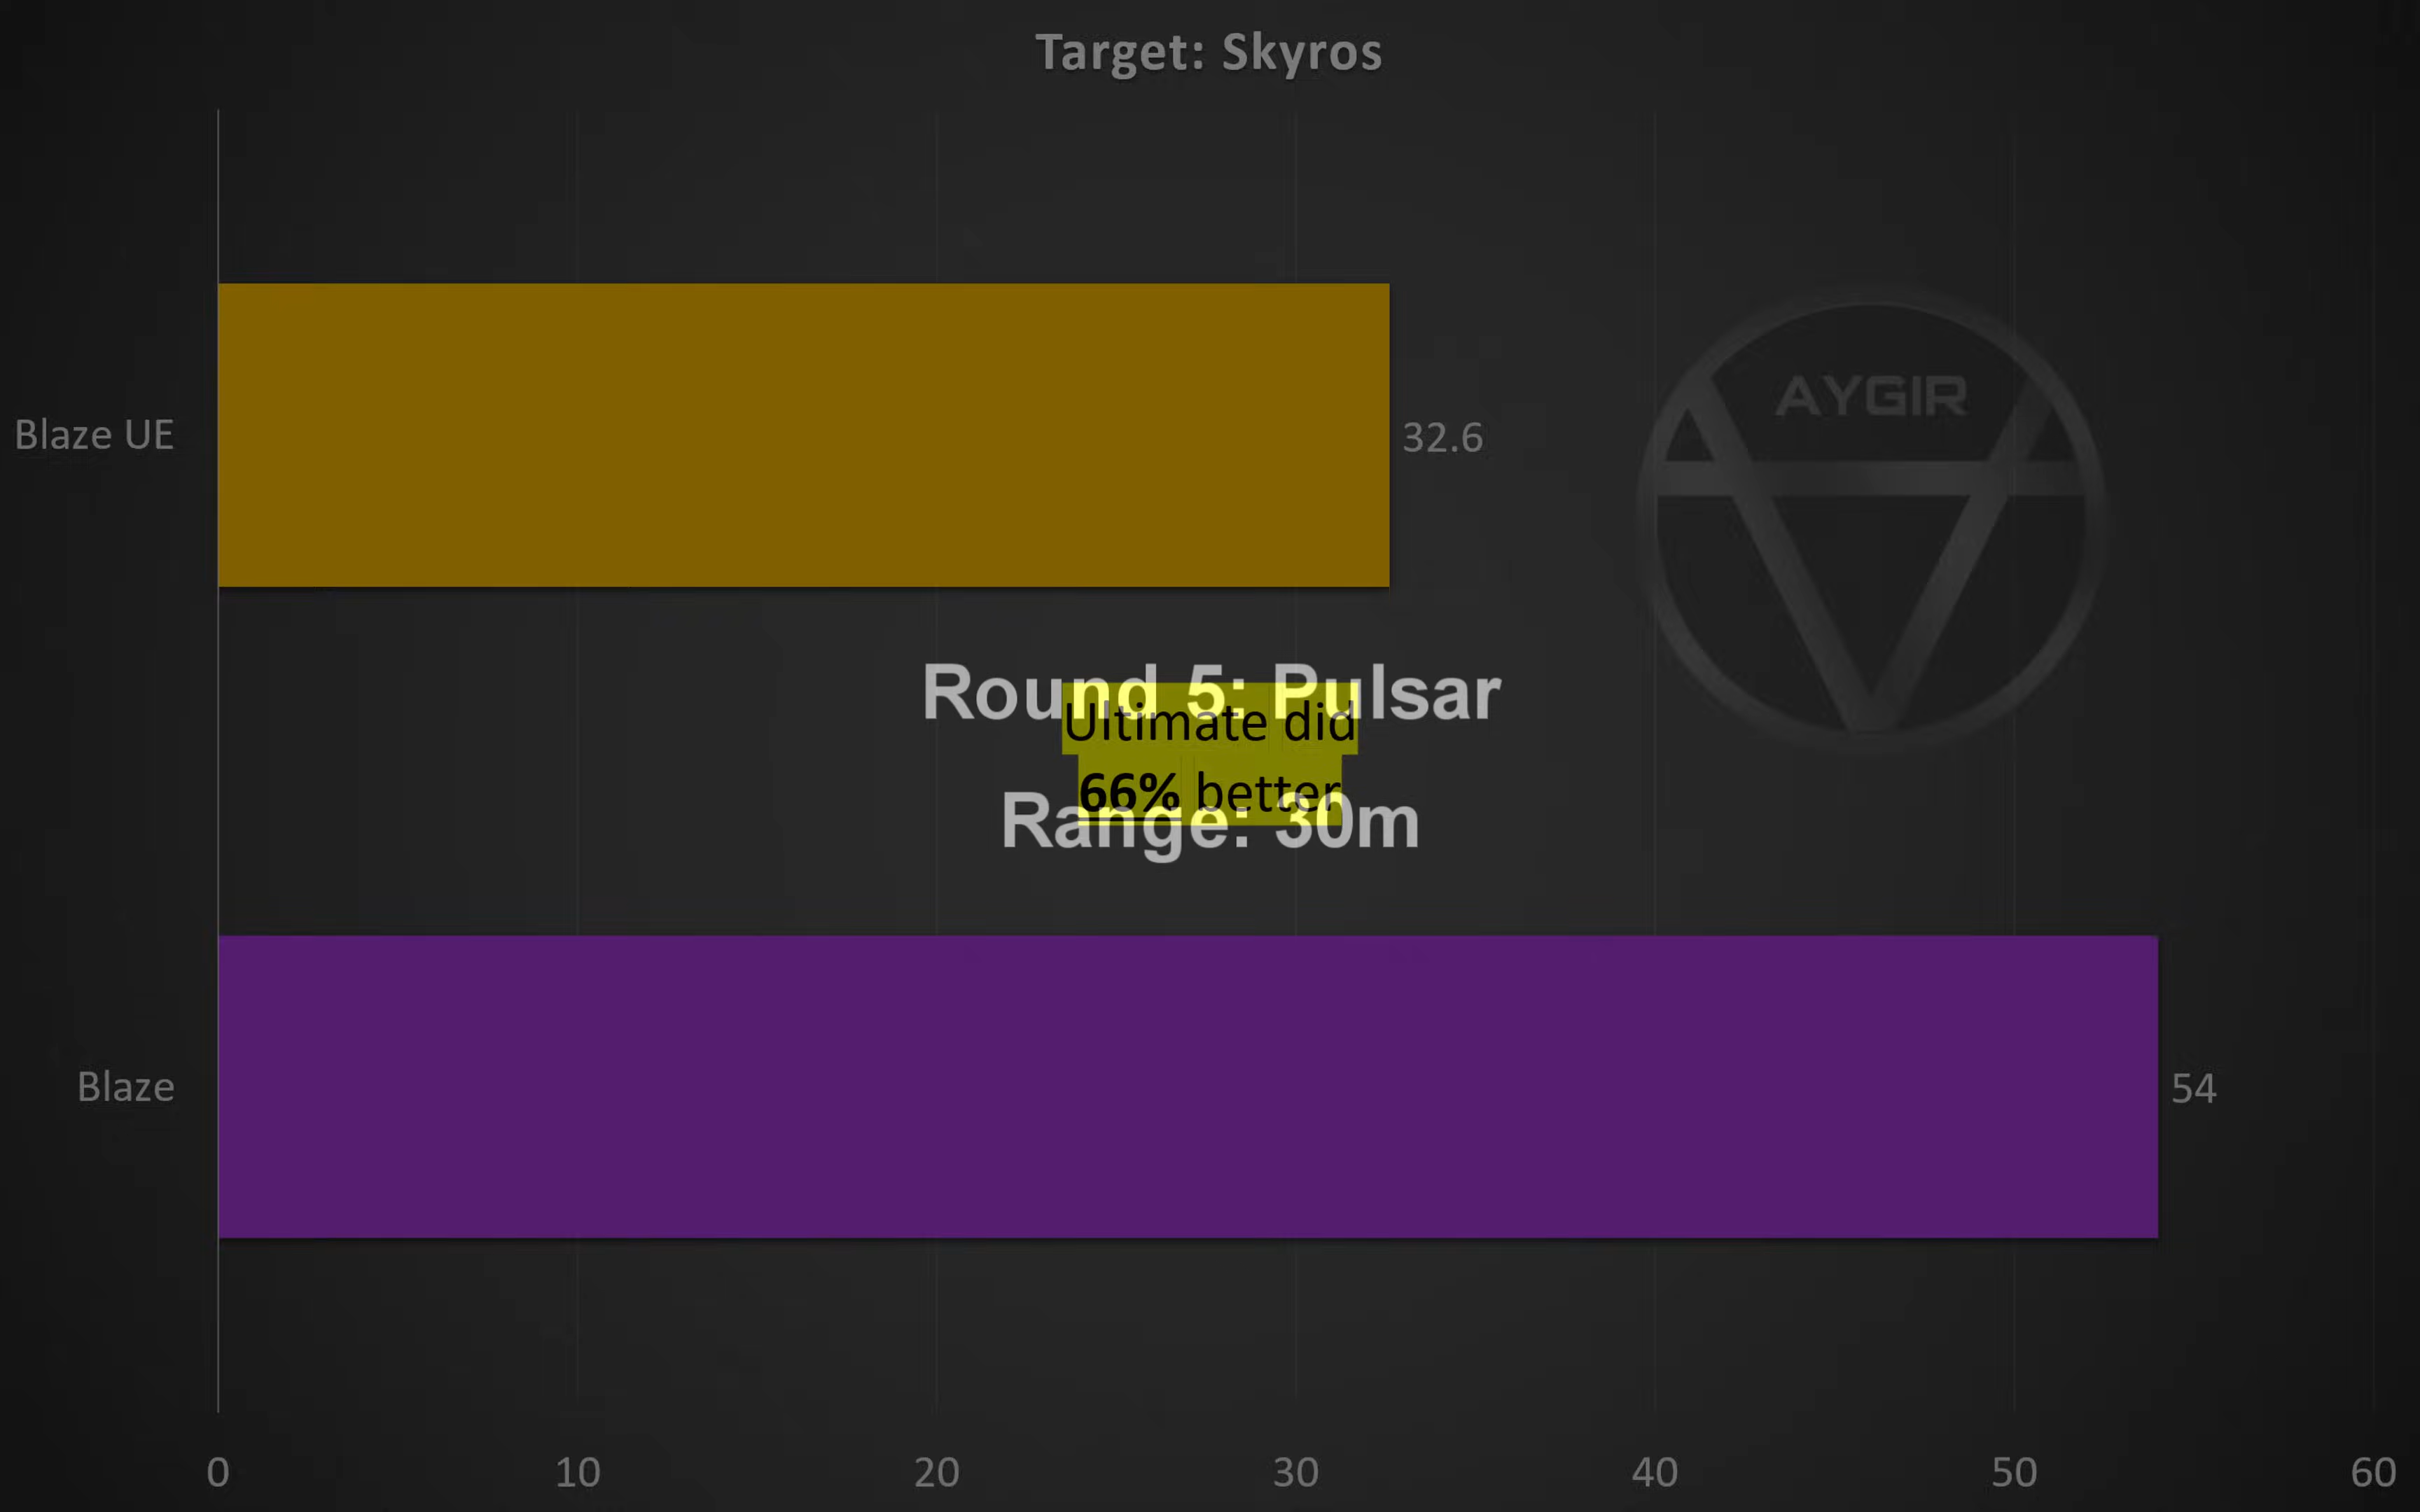 Target: Skyros
AYGIR
Blaze UE
32.6
Round 5: Pulsar
Ultimate did
66% better
Range: 30m
Blaze
54
0 10 20 30 40 50 60